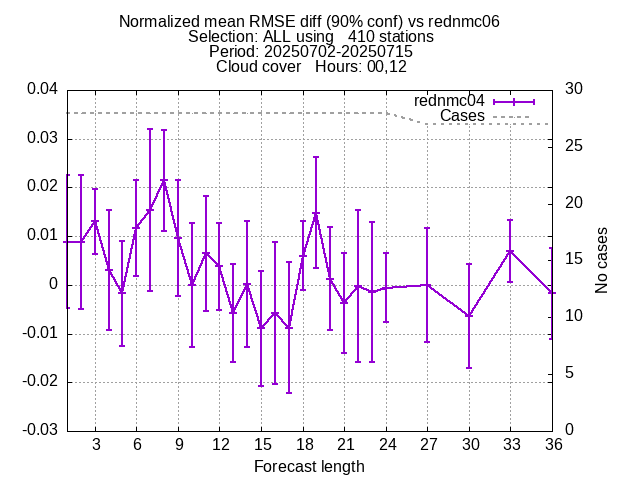 Normalized mean RMSE diff (90% conf) vs rednmc06
Selection: ALL using   410 stations
Period: 20250702-20250715
Cloud cover   Hours: 00,12
0.04
0.03
0.02
0.01
0
-0.01
-0.02
-0.03
rednmc04
Cases
30
25
20
15
10
5
0
No cases
3 6 9 12 15 18 21 24 27 30 33 36
Forecast length